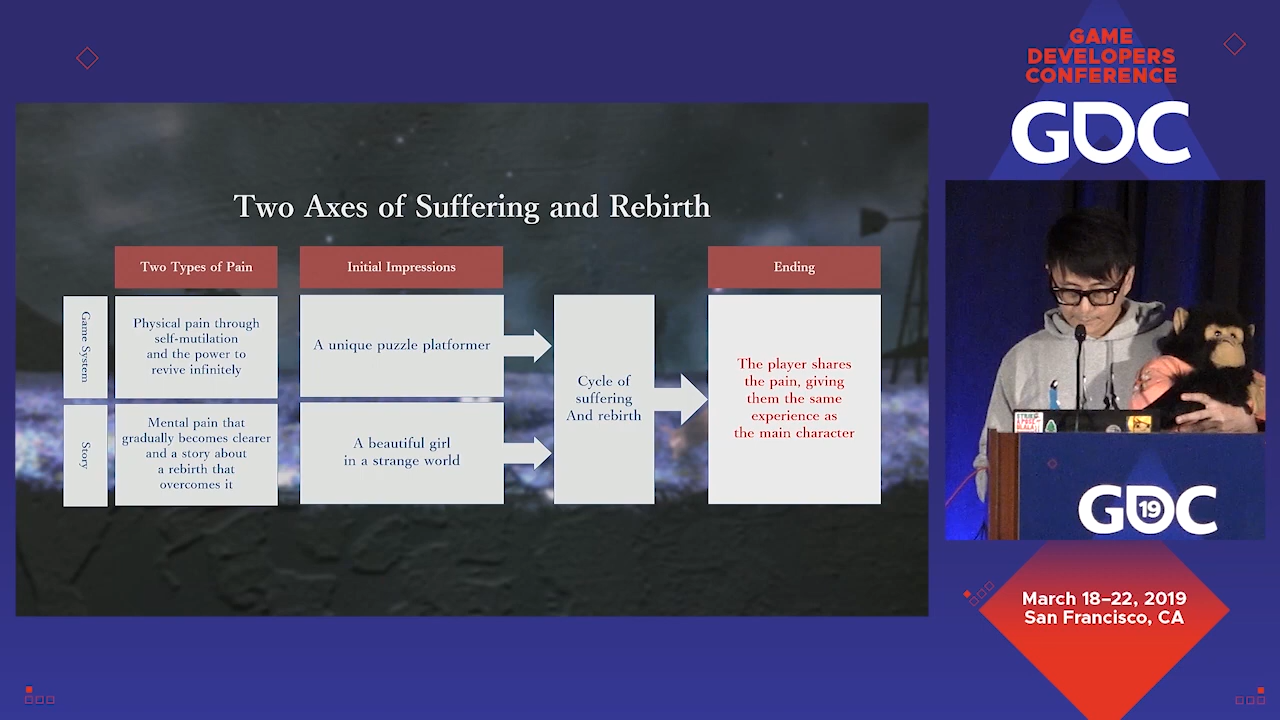 GAME
DEVELOPERS
CONFERENCE
GDC
Two Axes of Suffering and Rebirth
Two Types of Pain
Initial Impressions
Ending
Game System
Physical pain through
self-mutilation
and the power to
revive infinitely
A unique puzzle platformer
Story
Mental pain that
gradually becomes clearer
and a story about
a rebirth that
overcomes it
A beautiful girl
in a strange world
Cycle of
suffering
And rebirth
The player shares
the pain, giving
them the same
experience as
the main character
GDC
19
March 18–22, 2019
San Francisco, CA